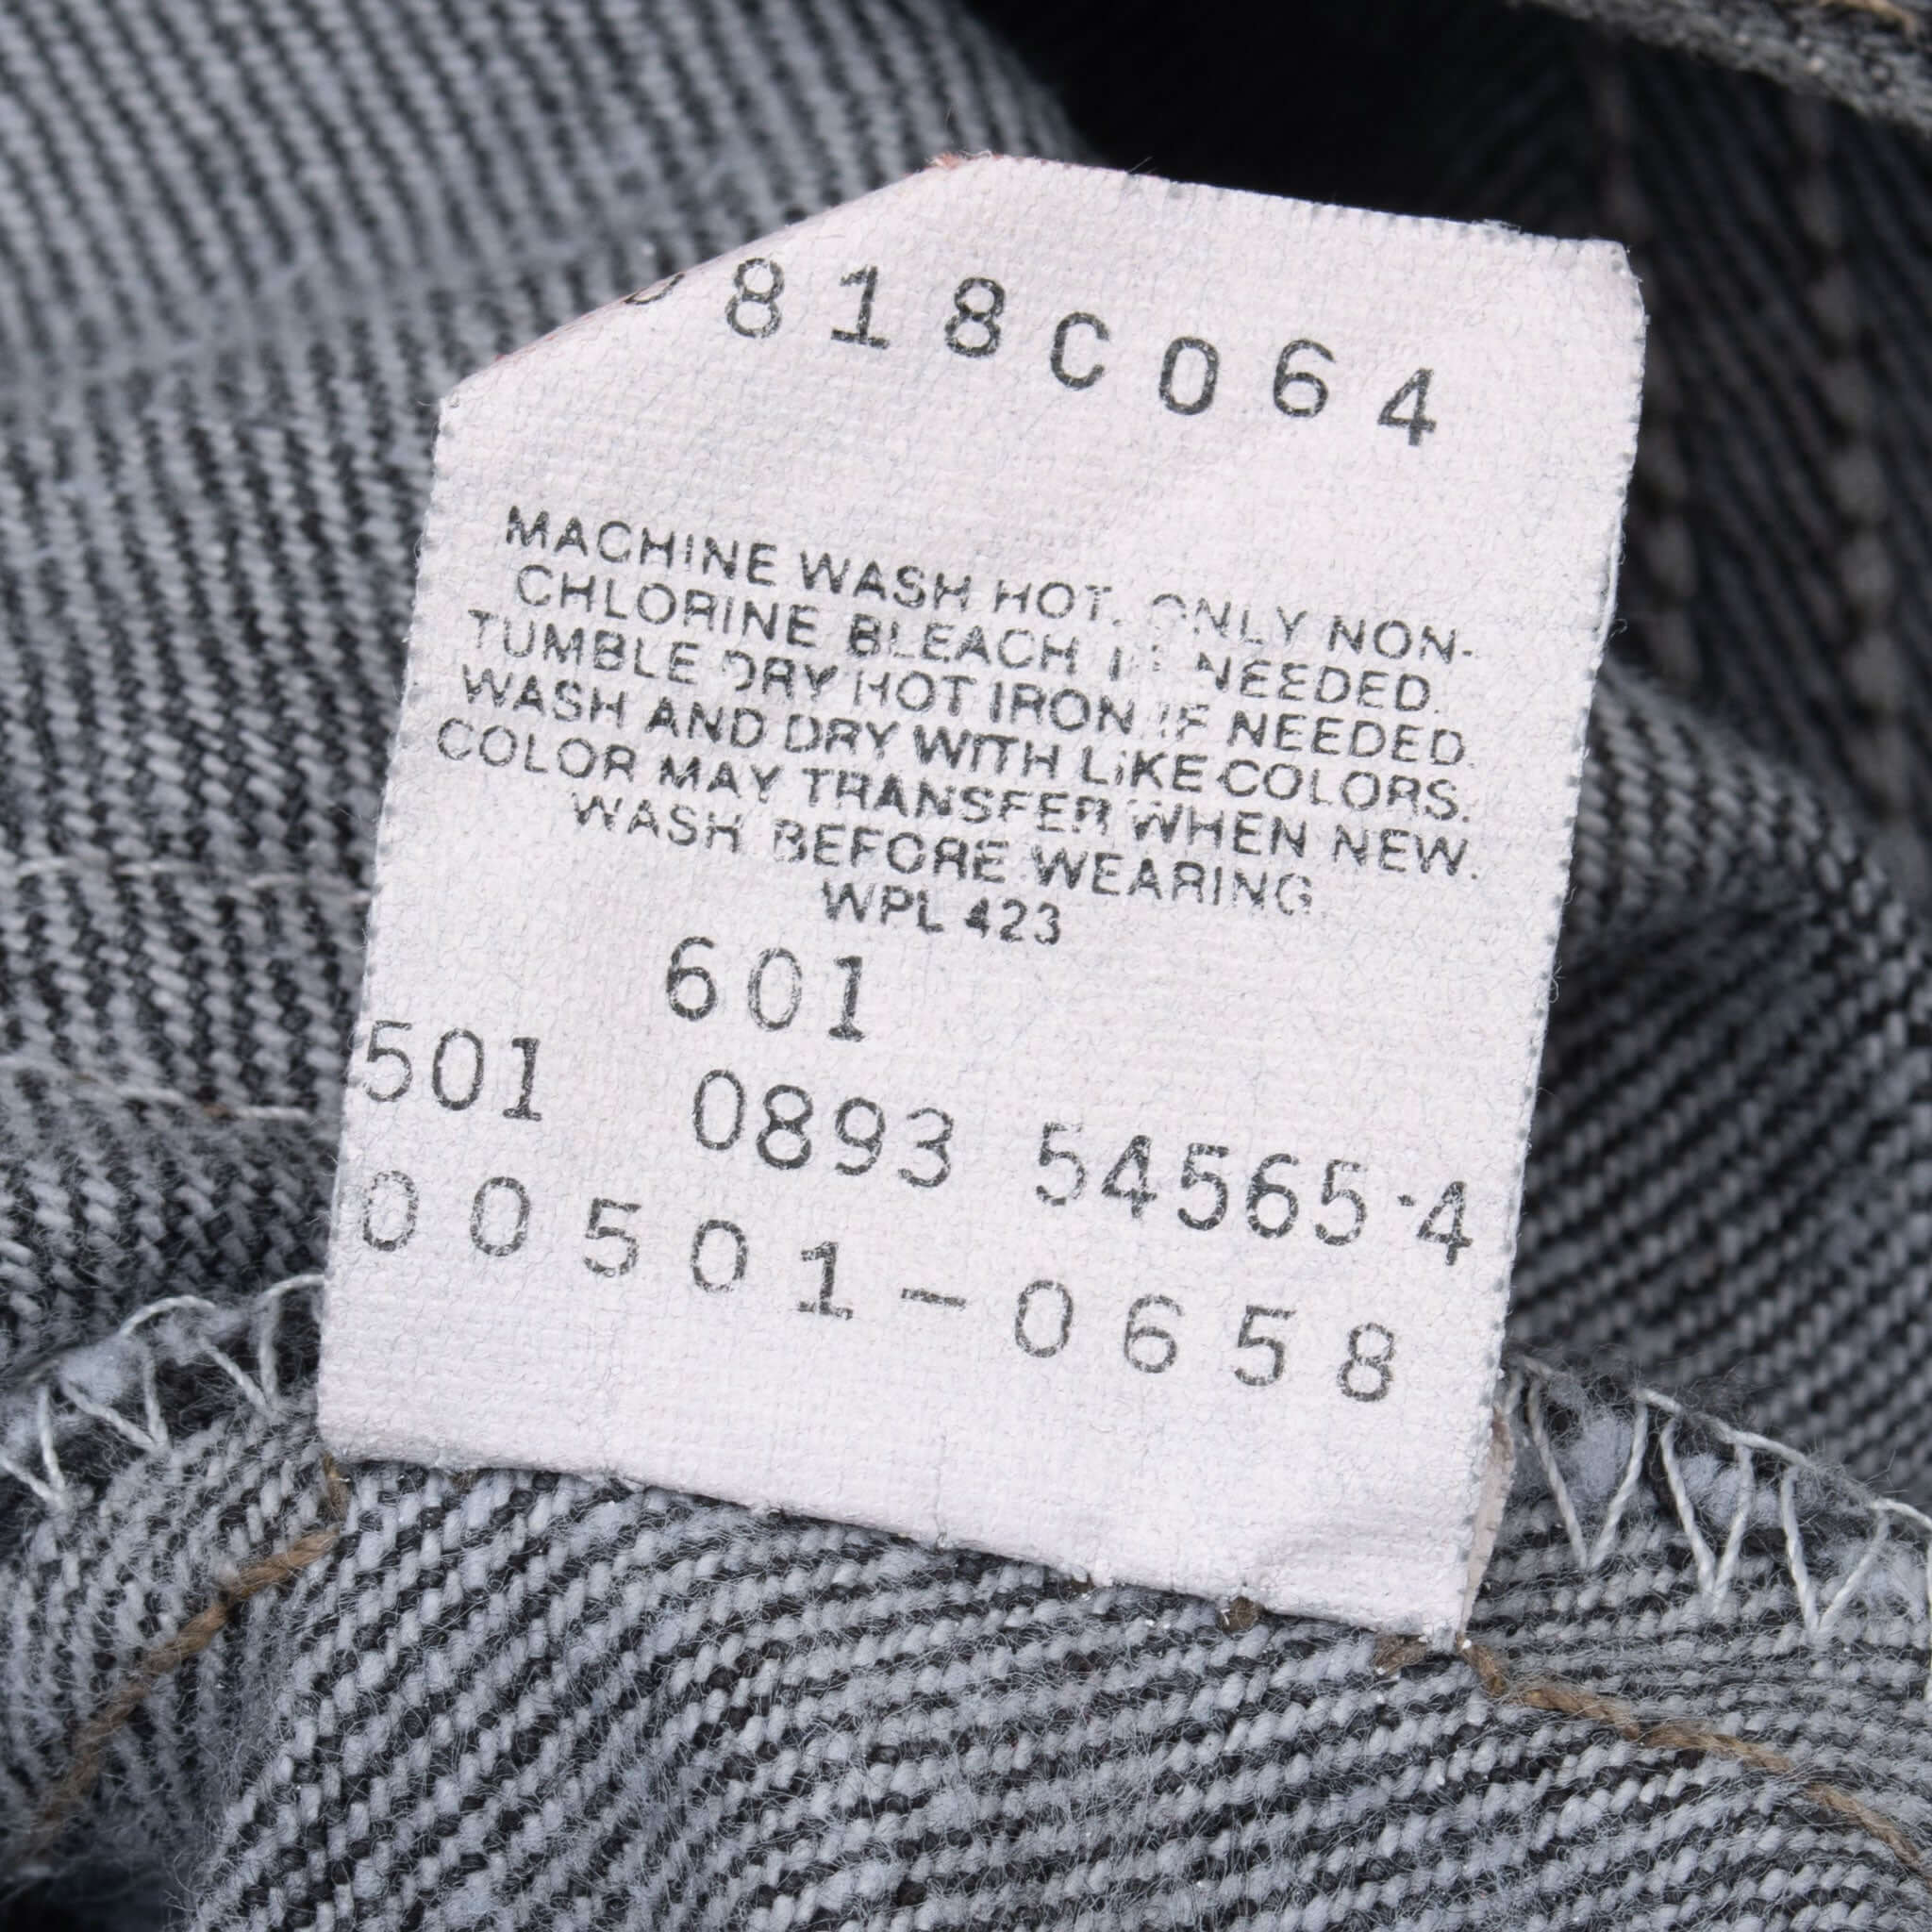 818C064
MACHINE WASH HOT. ONLY NON-
CHLORINE BLEACH IF NEEDED.
TUMBLE DRY HOT IRON IF NEEDED.
WASH AND DRY WITH LIKE COLORS.
COLOR MAY TRANSFER WHEN NEW.
WASH BEFORE WEARING
WPL 423
601
501 0893 54565-4
00501-0658